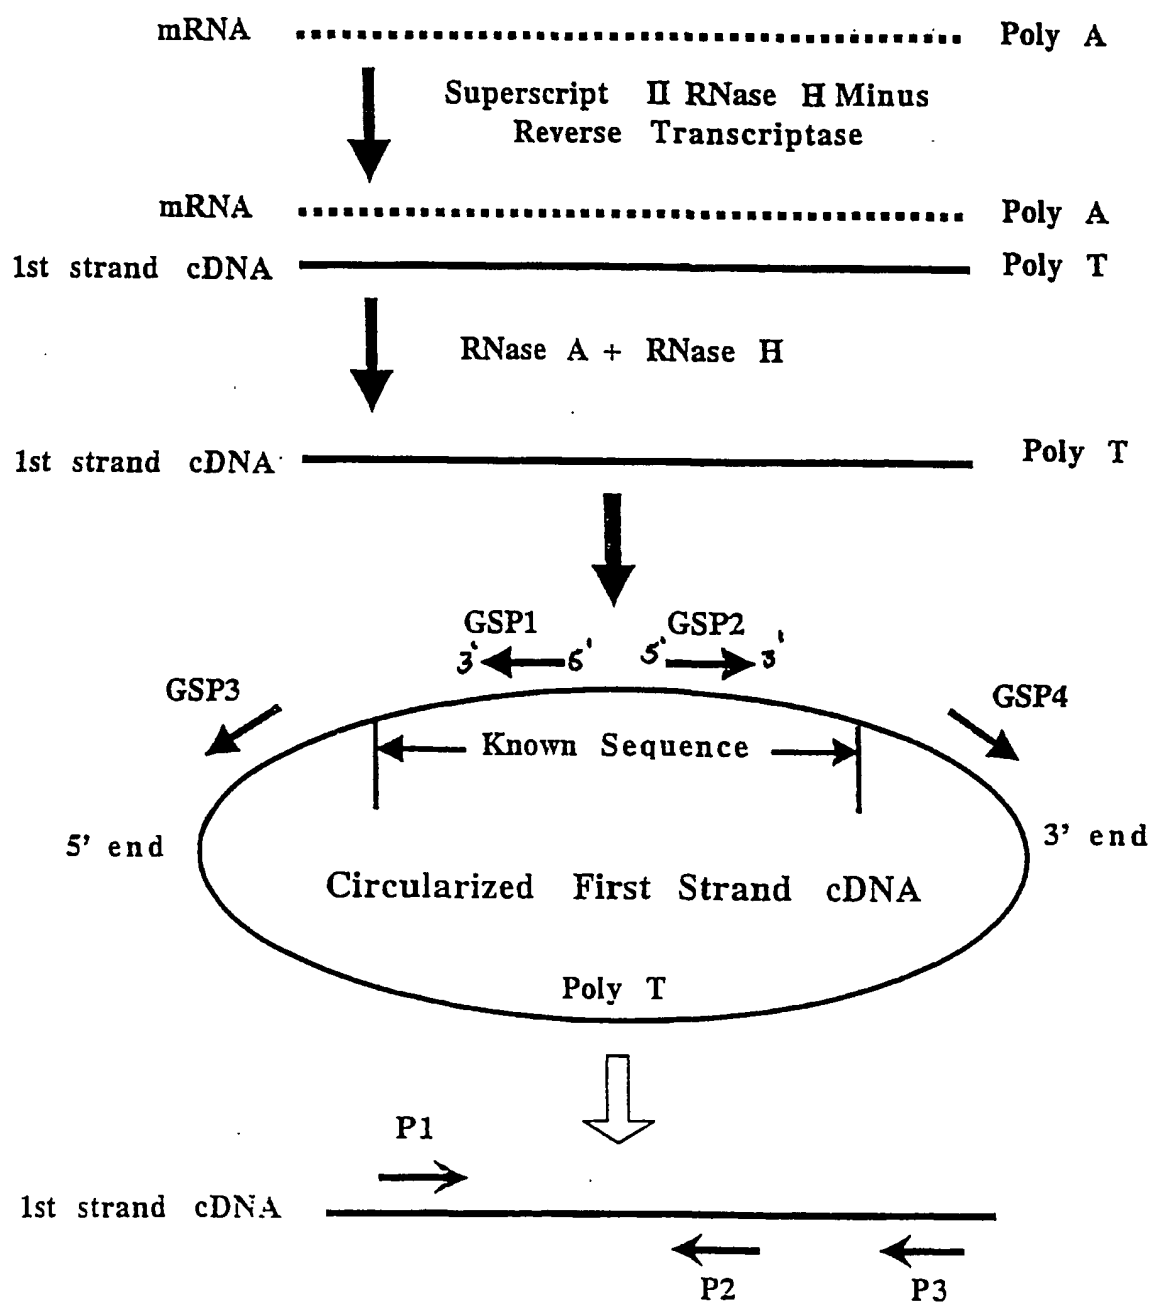 mRNA Poly A
Superscript II RNase H Minus
Reverse Transcriptase
mRNA Poly A
1st strand cDNA Poly T
RNase A + RNase H
1st strand cDNA Poly T
GSP1 GSP2
3' 5' 5' 3'
GSP3 GSP4
Known Sequence
5' end 3' end
Circularized First Strand cDNA
Poly T
P1
1st strand cDNA
P2 P3